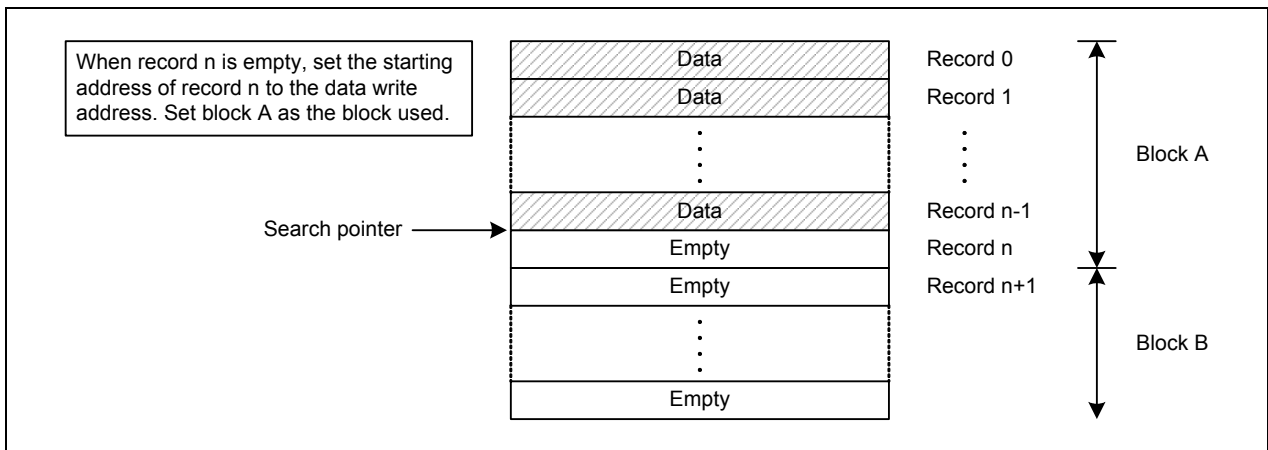 When record n is empty, set the starting
address of record n to the data write
address. Set block A as the block used.
Data
Record 0
Data
Record 1
Block A
Data
Record n-1
Search pointer
Empty
Record n
Empty
Record n+1
Block B
Empty